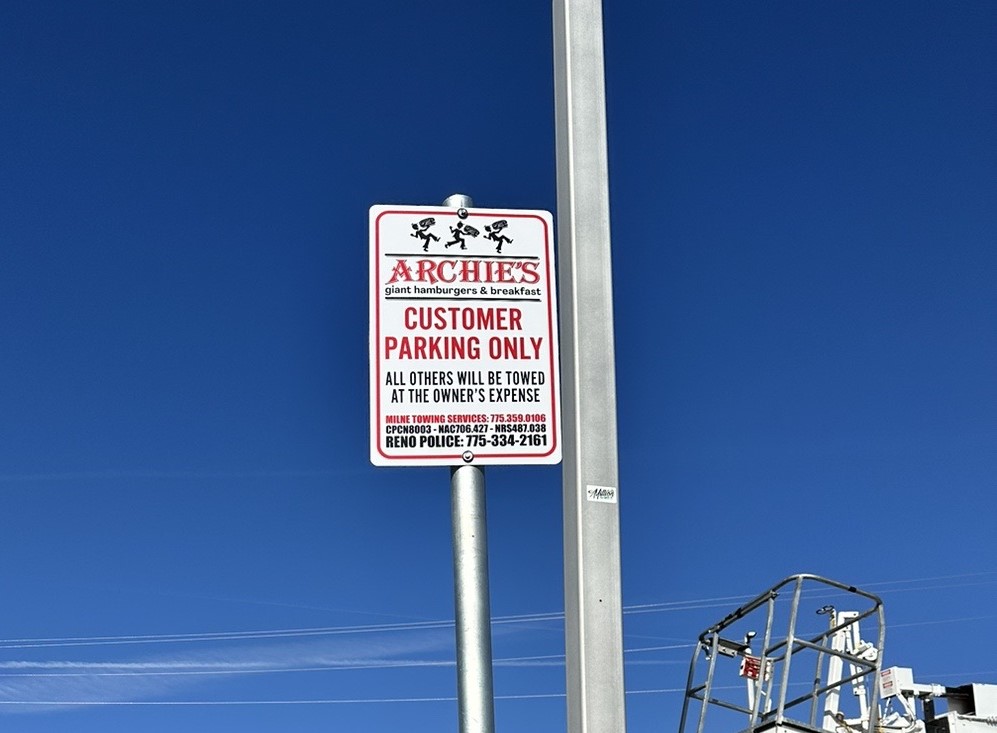 ARCHIE'S
giant hamburgers & breakfast
CUSTOMER
PARKING ONLY
ALL OTHERS WILL BE TOWED
AT THE OWNER'S EXPENSE
MILNE TOWING SERVICES: 775.359.0106
CPCN8003 - NAC706.427 - NRS487.038
RENO POLICE: 775-334-2161